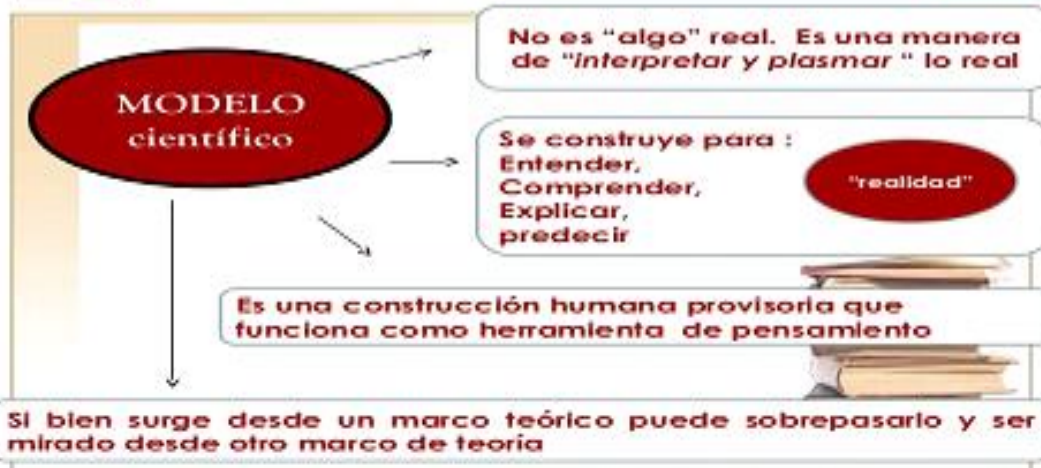 MODELO
científico
No es “algo” real. Es una manera
de “interpretar y plasmar “ lo real
Se construye para :
Entender,
Comprender,
Explicar,
predecir
“realidad”
Es una construcción humana provisoria que
funciona como herramienta de pensamiento
Si bien surge desde un marco teórico puede sobrepasarlo y ser
mirado desde otro marco de teoría